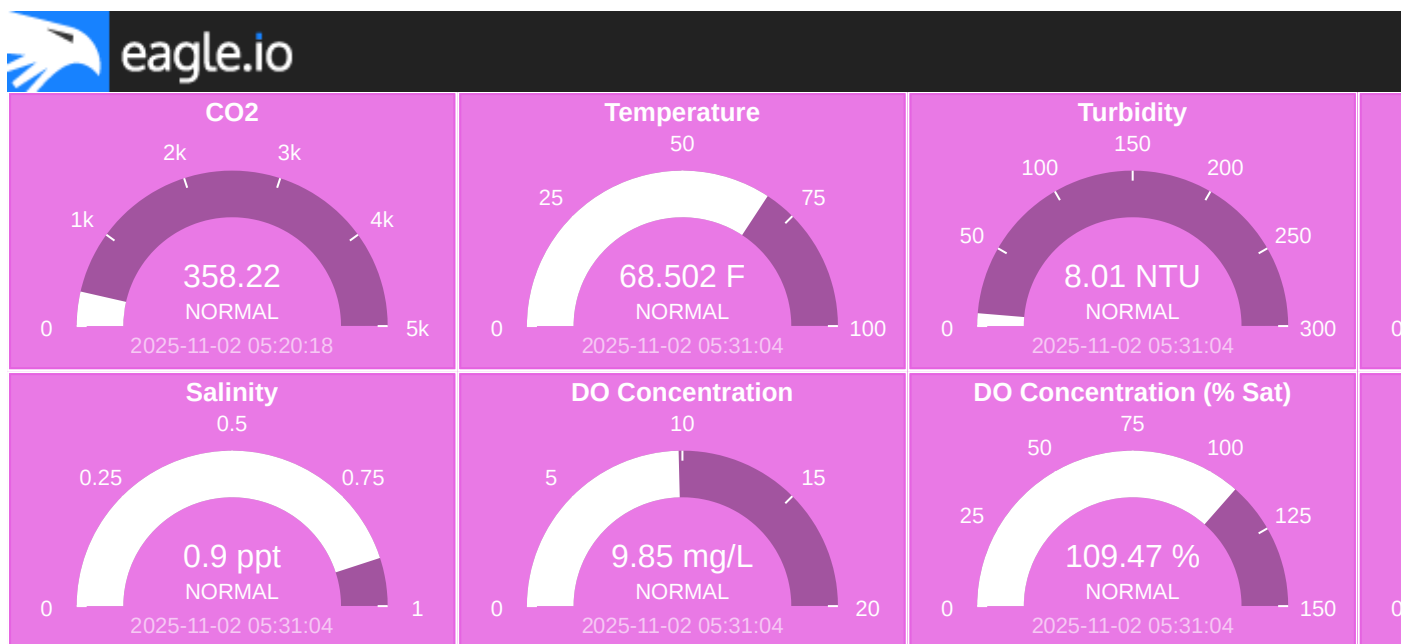 eagle.io
CO2
2k
3k
1k
4k
358.22
NORMAL
0
5k
2025-11-02 05:20:18
Temperature
50
25
75
68.502 F
NORMAL
0
100
2025-11-02 05:31:04
Turbidity
150
100
200
50
250
8.01 NTU
NORMAL
0
300
2025-11-02 05:31:04
0
Salinity
0.5
0.25
0.75
0.9 ppt
NORMAL
0
1
2025-11-02 05:31:04
DO Concentration
10
5
15
9.85 mg/L
NORMAL
0
20
2025-11-02 05:31:04
DO Concentration (% Sat)
75
50
100
25
125
109.47 %
NORMAL
0
150
2025-11-02 05:31:04
0